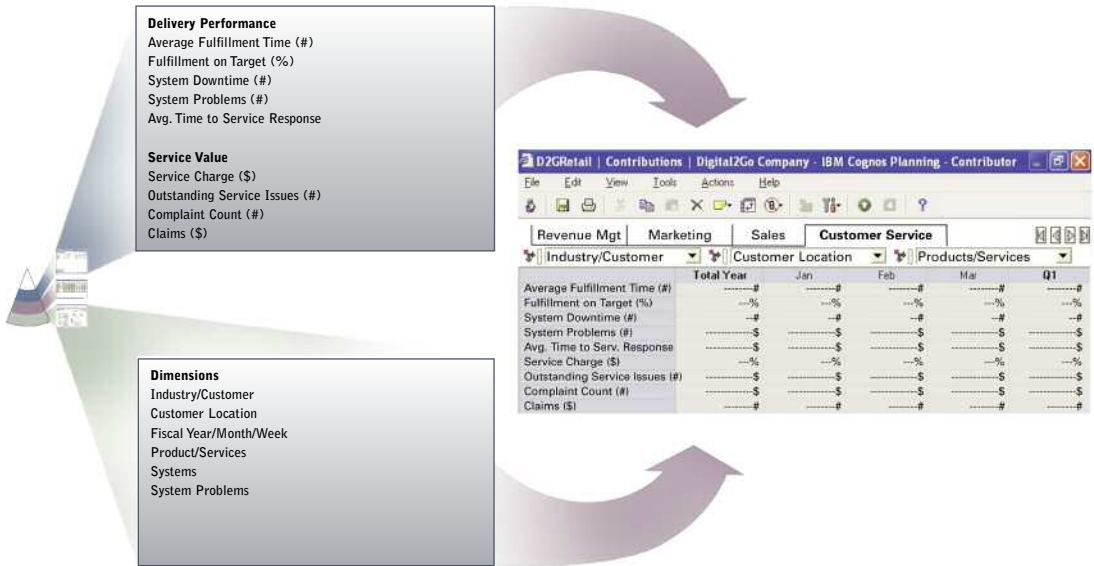 Delivery Performance
Average Fulfillment Time (#)
Fulfillment on Target (%)
System Downtime (#)
System Problems (#)
Avg. Time to Service Response
Service Value
Service Charge ($)
Outstanding Service Issues (#)
Complaint Count (#)
Claims ($)
Dimensions
Industry/Customer
Customer Location
Fiscal Year/Month/Week
Product/Services
Systems
System Problems
D2GRetail | Contributions | Digital2Go Company - IBM Cognos Planning - Contributor
File Edit View Tools Actions Help
Revenue Mgt Marketing Sales Customer Service
Industry/Customer Customer Location Products/Services
Total Year Jan Feb Mar Q1
Average Fulfillment Time (#) --------# --------# --------# --------# --------#
Fulfillment on Target (%) ---% ---% ---% ---% ---%
System Downtime (#) --# --# --# --# --#
System Problems (#) -----------$ -----------$ -----------$ -----------$ -----------$
Avg. Time to Serv. Response -----------$ -----------$ -----------$ -----------$ -----------$
Service Charge ($) ---% ---% ---% ---% ---%
Outstanding Service Issues (#) -----------$ -----------$ -----------$ -----------$ -----------$
Complaint Count (#) -----------$ -----------$ -----------$ -----------$ -----------$
Claims ($) --------# --------# --------# --------# --------#